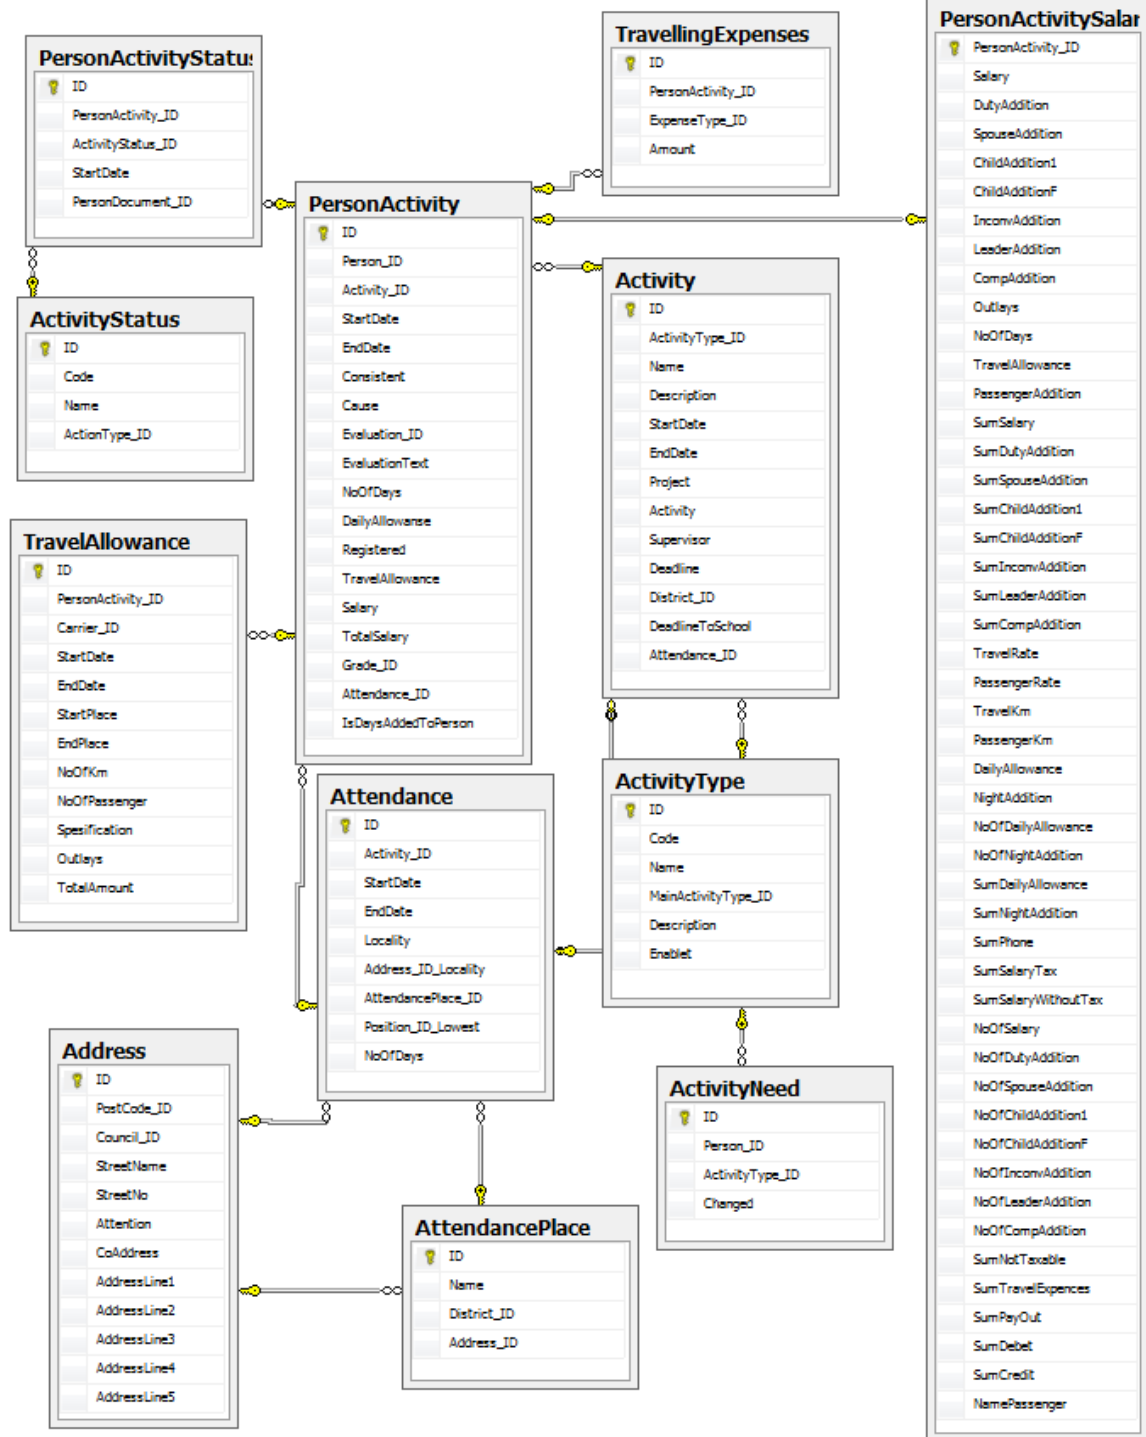 PersonActivityStatus
ID
PersonActivity_ID
ActivityStatus_ID
StartDate
PersonDocument_ID
ActivityStatus
ID
Code
Name
ActionType_ID
TravelAllowance
ID
PersonActivity_ID
Carrier_ID
StartDate
EndDate
StartPlace
EndPlace
NoOfKm
NoOfPassenger
Spesification
Outlays
TotalAmount
Address
ID
PostCode_ID
Council_ID
StreetName
StreetNo
Attention
CoAddress
AddressLine1
AddressLine2
AddressLine3
AddressLine4
AddressLine5
PersonActivity
ID
Person_ID
Activity_ID
StartDate
EndDate
Consistent
Cause
Evaluation_ID
EvaluationText
NoOfDays
DailyAllowanse
Registered
TravelAllowance
Salary
TotalSalary
Grade_ID
Attendance_ID
IsDaysAddedToPerson
Attendance
ID
Activity_ID
StartDate
EndDate
Locality
Address_ID_Locality
AttendancePlace_ID
Position_ID_Lowest
NoOfDays
AttendancePlace
ID
Name
District_ID
Address_ID
TravellingExpenses
ID
PersonActivity_ID
ExpenseType_ID
Amount
Activity
ID
ActivityType_ID
Name
Description
StartDate
EndDate
Project
Activity
Supervisor
Deadline
District_ID
DeadlineToSchool
Attendance_ID
ActivityType
ID
Code
Name
MainActivityType_ID
Description
Enablet
ActivityNeed
ID
Person_ID
ActivityType_ID
Changed
PersonActivitySalar
PersonActivity_ID
Salary
DutyAddition
SpouseAddition
ChildAddition1
ChildAdditionF
InconvAddition
LeaderAddition
CompAddition
Outlays
NoOfDays
TravelAllowance
PassengerAddition
SumSalary
SumDutyAddition
SumSpouseAddition
SumChildAddition1
SumChildAdditionF
SumInconvAddition
SumLeaderAddition
SumCompAddition
TravelRate
PassengerRate
TravelKm
PassengerKm
DailyAllowance
NightAddition
NoOfDailyAllowance
NoOfNightAddition
SumDailyAllowance
SumNightAddition
SumPhone
SumSalaryTax
SumSalaryWithoutTax
NoOfSalary
NoOfDutyAddition
NoOfSpouseAddition
NoOfChildAddition1
NoOfChildAdditionF
NoOfInconvAddition
NoOfLeaderAddition
NoOfCompAddition
SumNotTaxable
SumTravelExpences
SumPayOut
SumDebet
SumCredit
NamePassenger